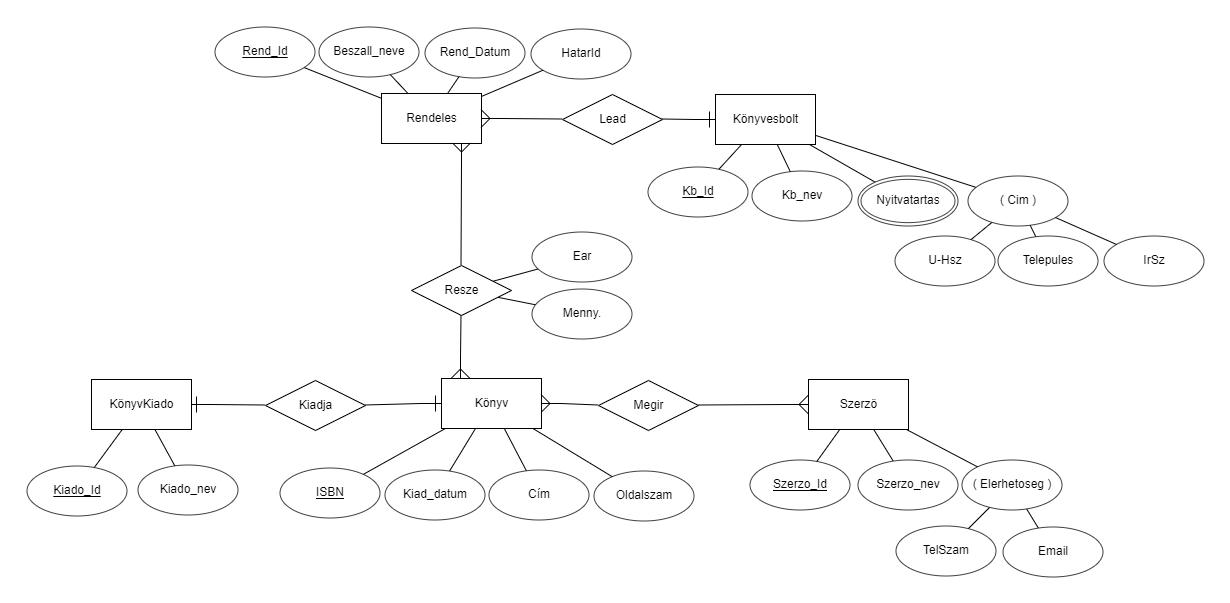 Rend_Id
Beszall_neve
Rend_Datum
HatarId
Rendeles
Lead
Könyvesbolt
Kb_Id
Kb_nev
Nyitvatartas
( Cim )
U-Hsz
Telepules
IrSz
Ear
Resze
Menny.
KönyvKiado
Kiadja
Könyv
Megir
Szerzö
Kiado_Id
Kiado_nev
ISBN
Kiad_datum
Cím
Oldalszam
Szerzo_Id
Szerzo_nev
( Elerhetoseg )
TelSzam
Email